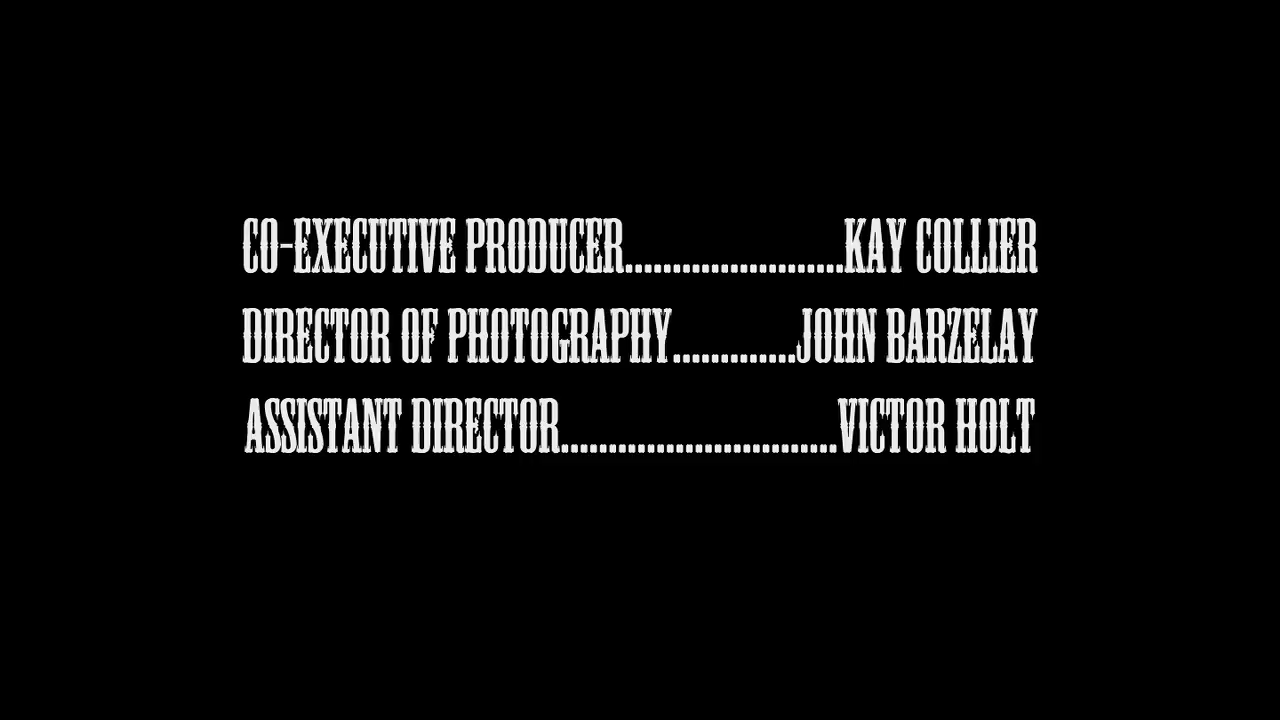 CO-EXECUTIVE PRODUCER.......................KAY COLLIER
DIRECTOR OF PHOTOGRAPHY.............JOHN BARZELAY
ASSISTANT DIRECTOR.............................VICTOR HOLT